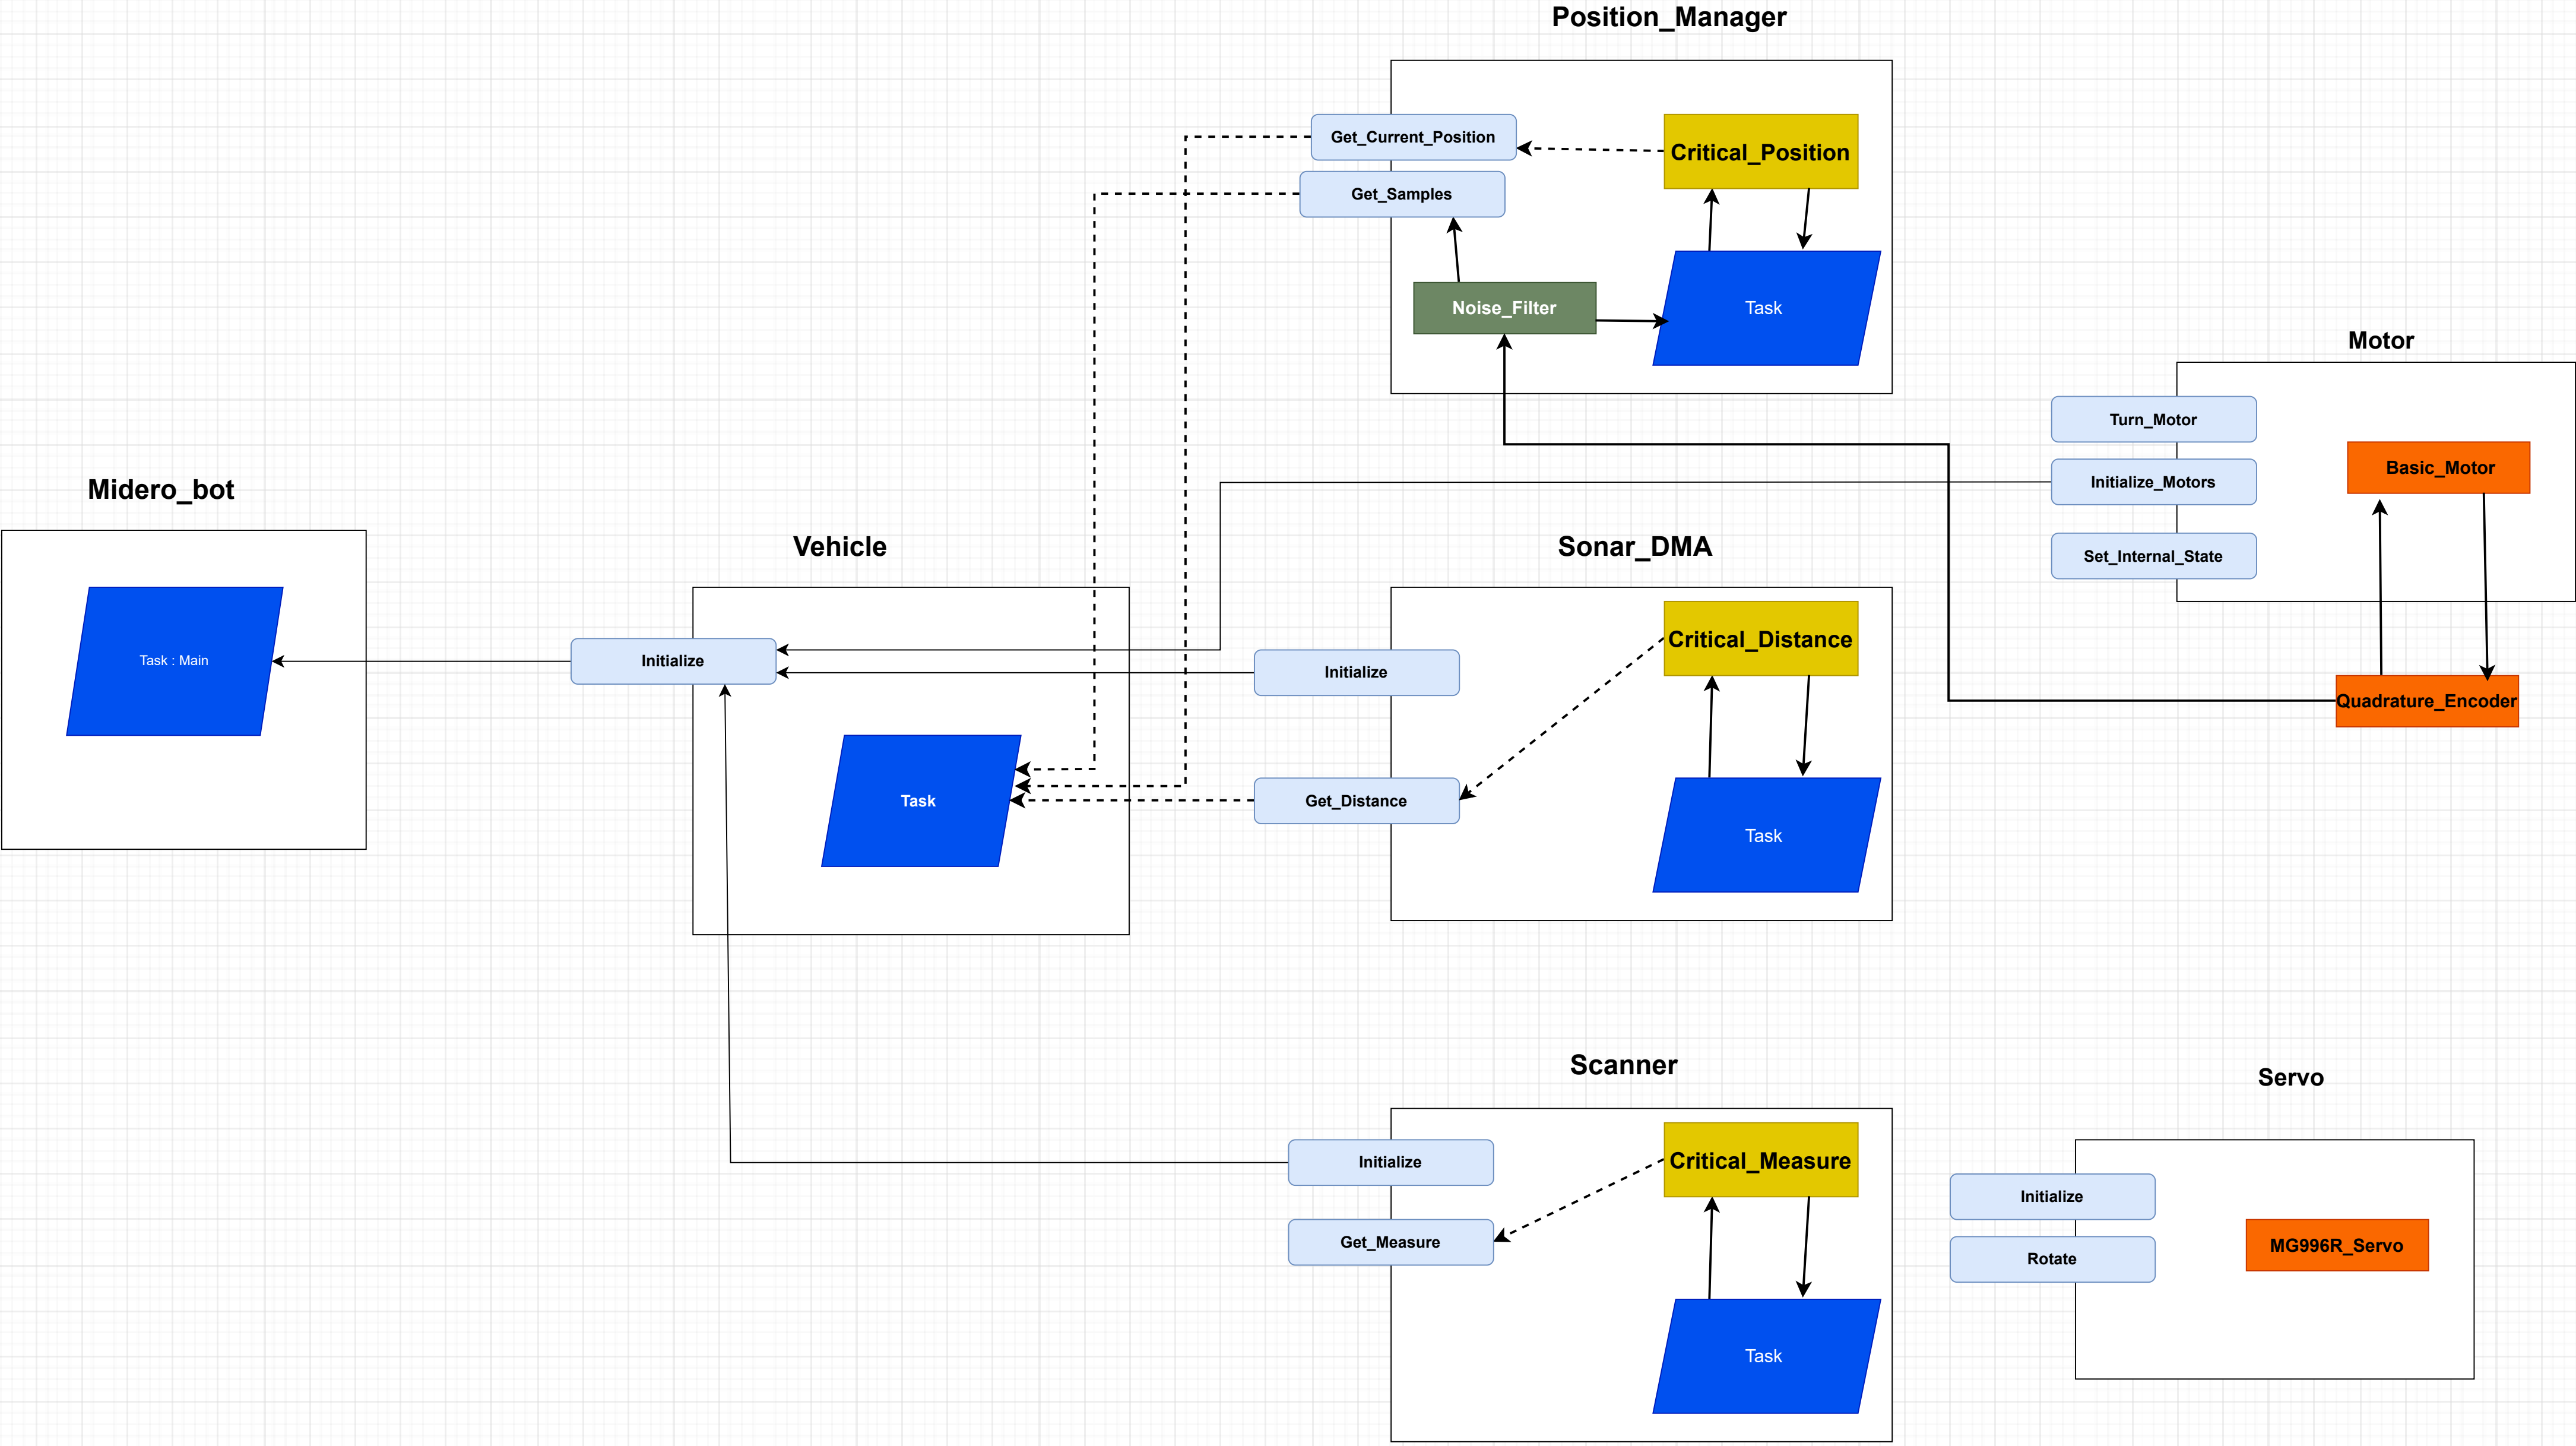 Position_Manager
Get_Current_Position
Critical_Position
Get_Samples
Noise_Filter
Task
Motor
Turn_Motor
Basic_Motor
Initialize_Motors
Set_Internal_State
Quadrature_Encoder
Midero_bot
Task : Main
Vehicle
Initialize
Task
Sonar_DMA
Critical_Distance
Initialize
Get_Distance
Task
Scanner
Initialize
Critical_Measure
Get_Measure
Task
Servo
Initialize
MG996R_Servo
Rotate